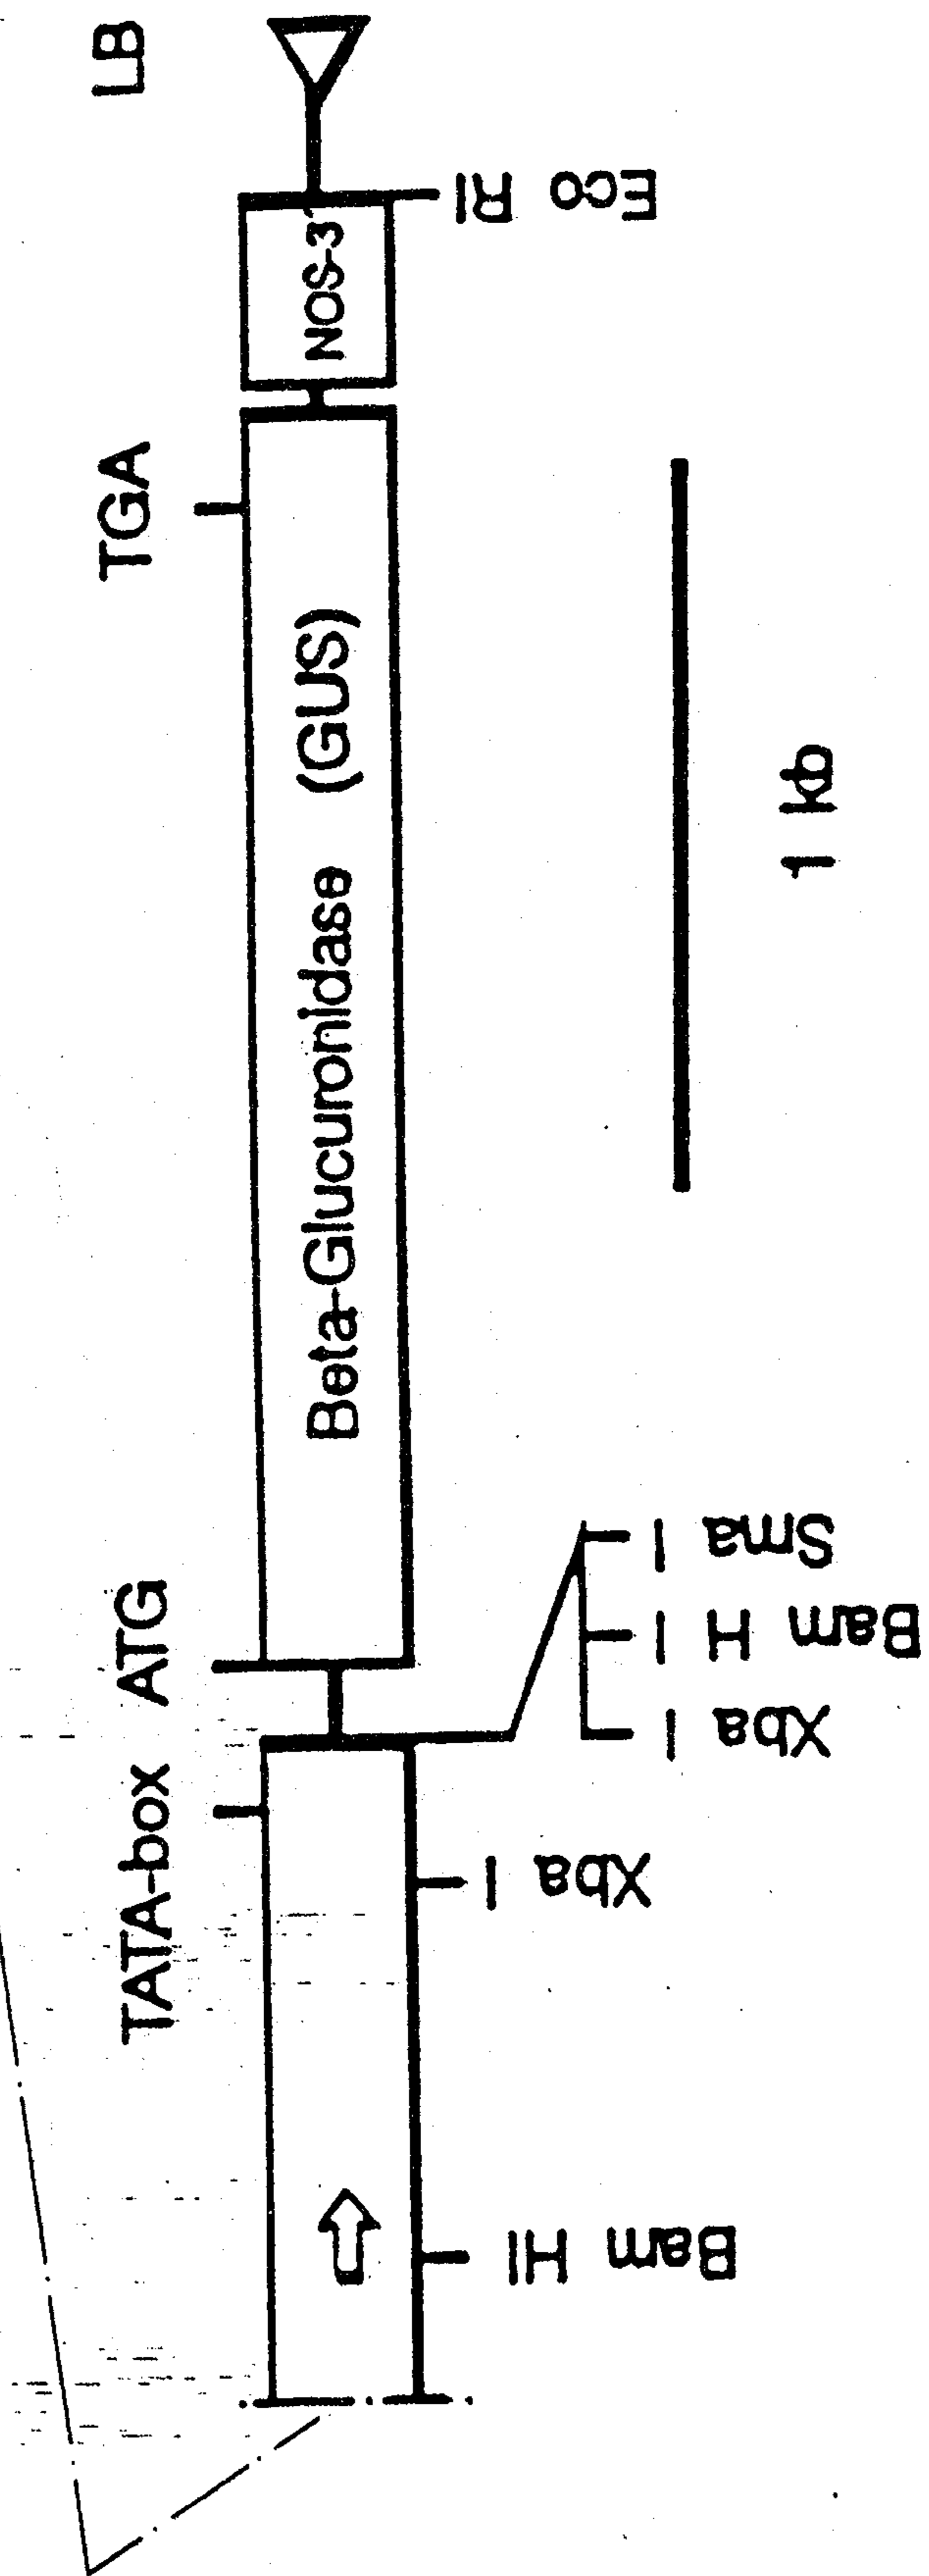 LB
TGA
ATG
TATA-box
NOS-3'
Beta-Glucuronidase (GUS)
Eco RI
Sma I
Bam H I
Xba I
Xba I
Bam HI
1 kb